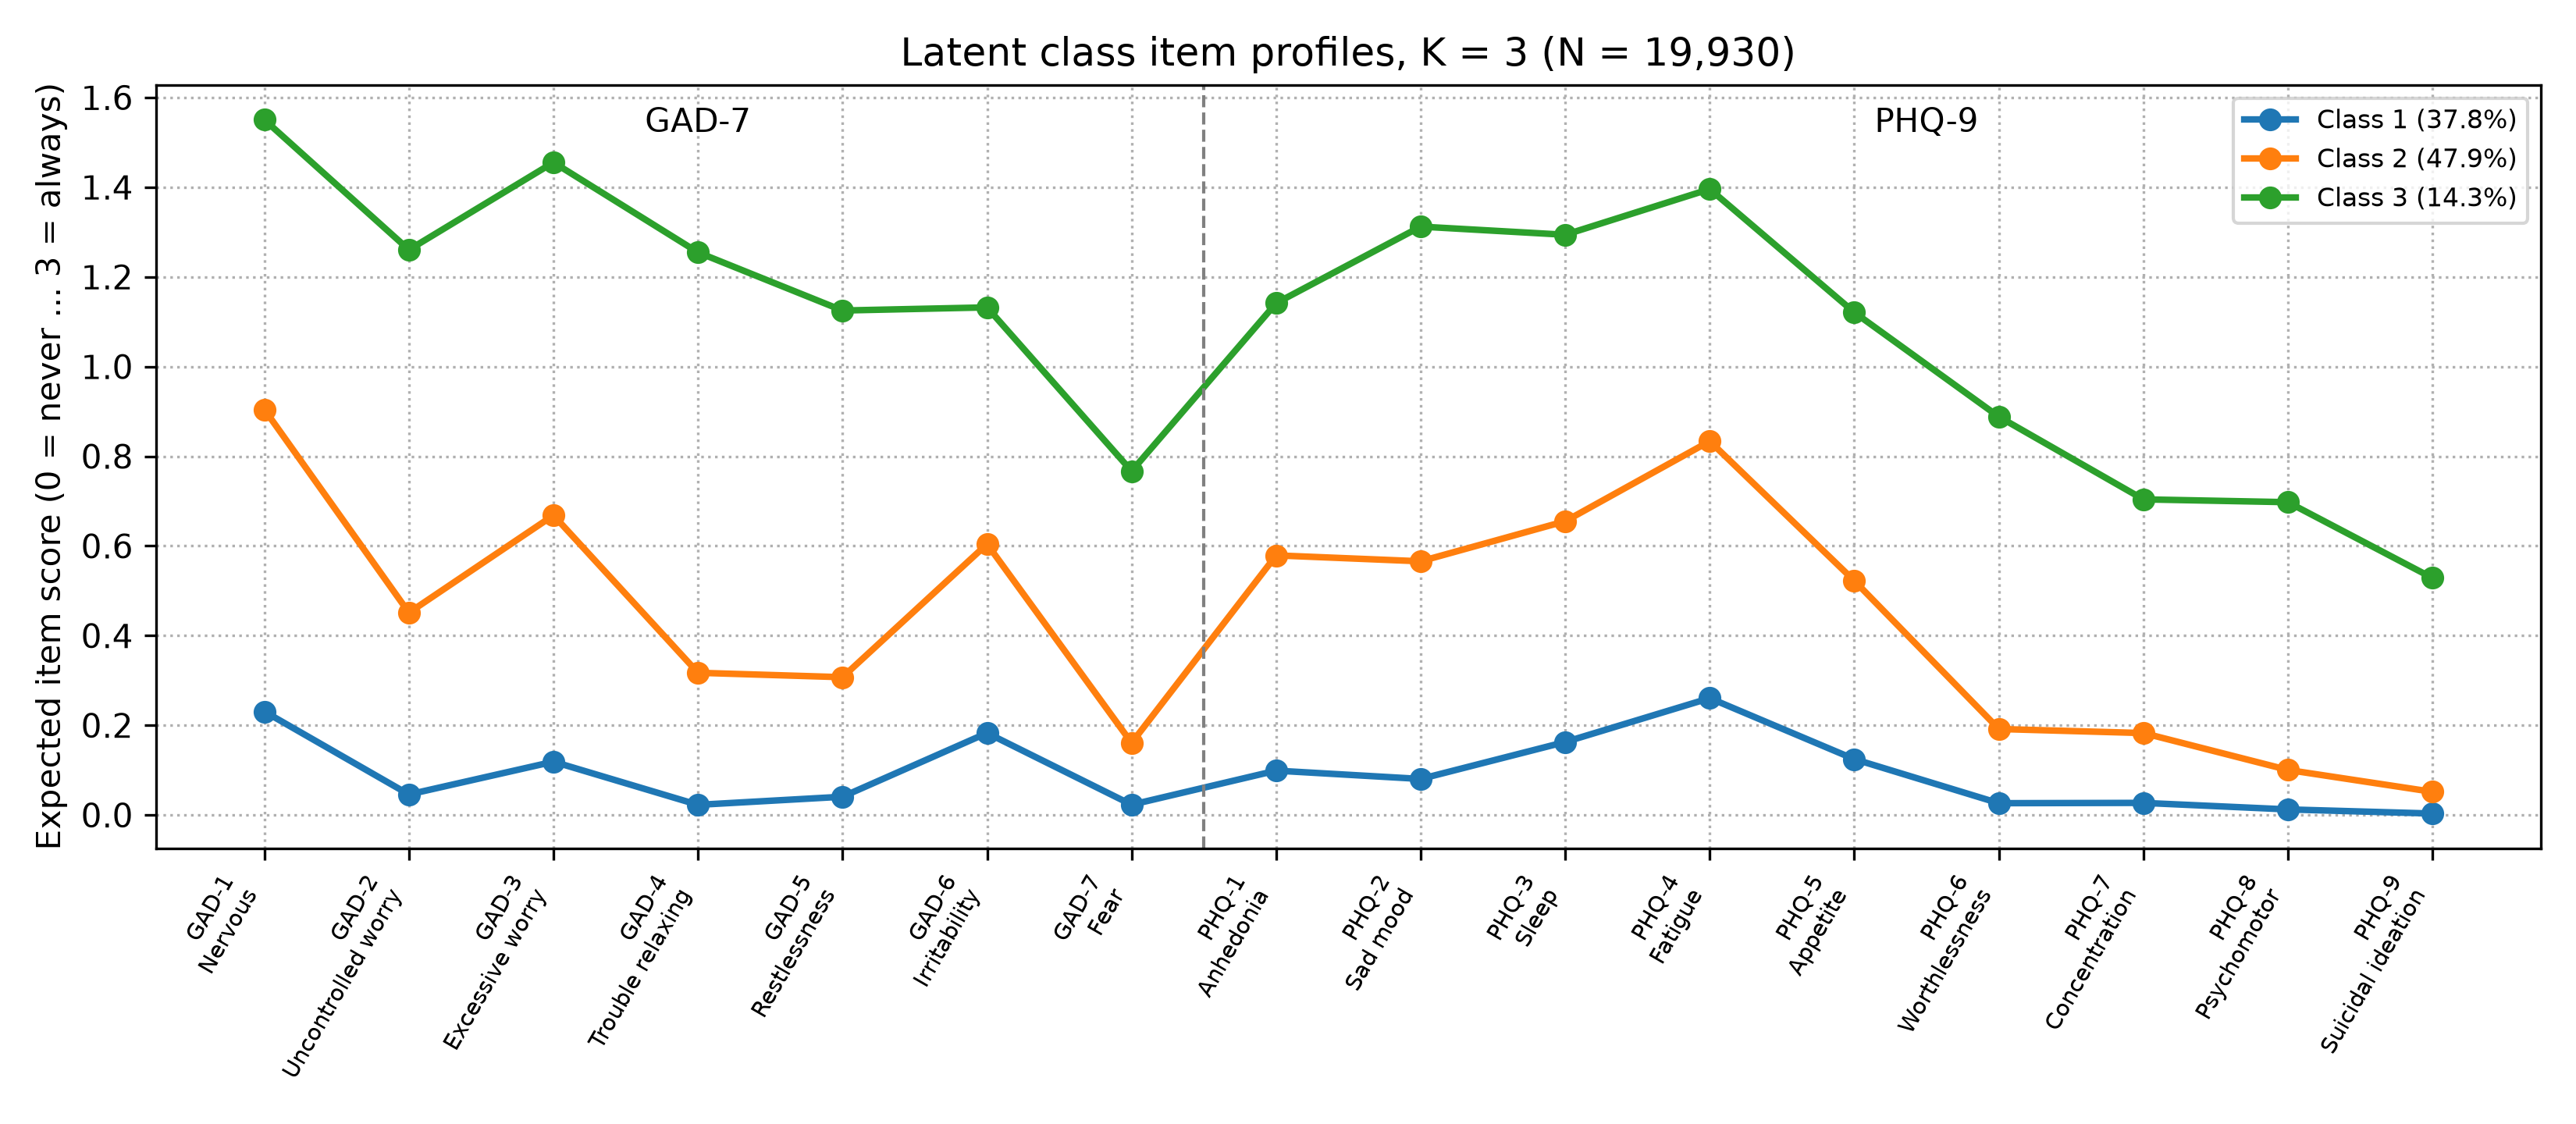 Latent class item profiles, K = 3 (N = 19,930)
Expected item score (0 = never ... 3 = always)
1.6
1.4
1.2
1.0
0.8
0.6
0.4
0.2
0.0
GAD-7
PHQ-9
Class 1 (37.8%)
Class 2 (47.9%)
Class 3 (14.3%)
GAD-1
Nervous
GAD-2
Uncontrolled worry
GAD-3
Excessive worry
GAD-4
Trouble relaxing
GAD-5
Restlessness
GAD-6
Irritability
GAD-7
Fear
PHQ-1
Anhedonia
PHQ-2
Sad mood
PHQ-3
Sleep
PHQ-4
Fatigue
PHQ-5
Appetite
PHQ-6
Worthlessness
PHQ-7
Concentration
PHQ-8
Psychomotor
PHQ-9
Suicidal ideation